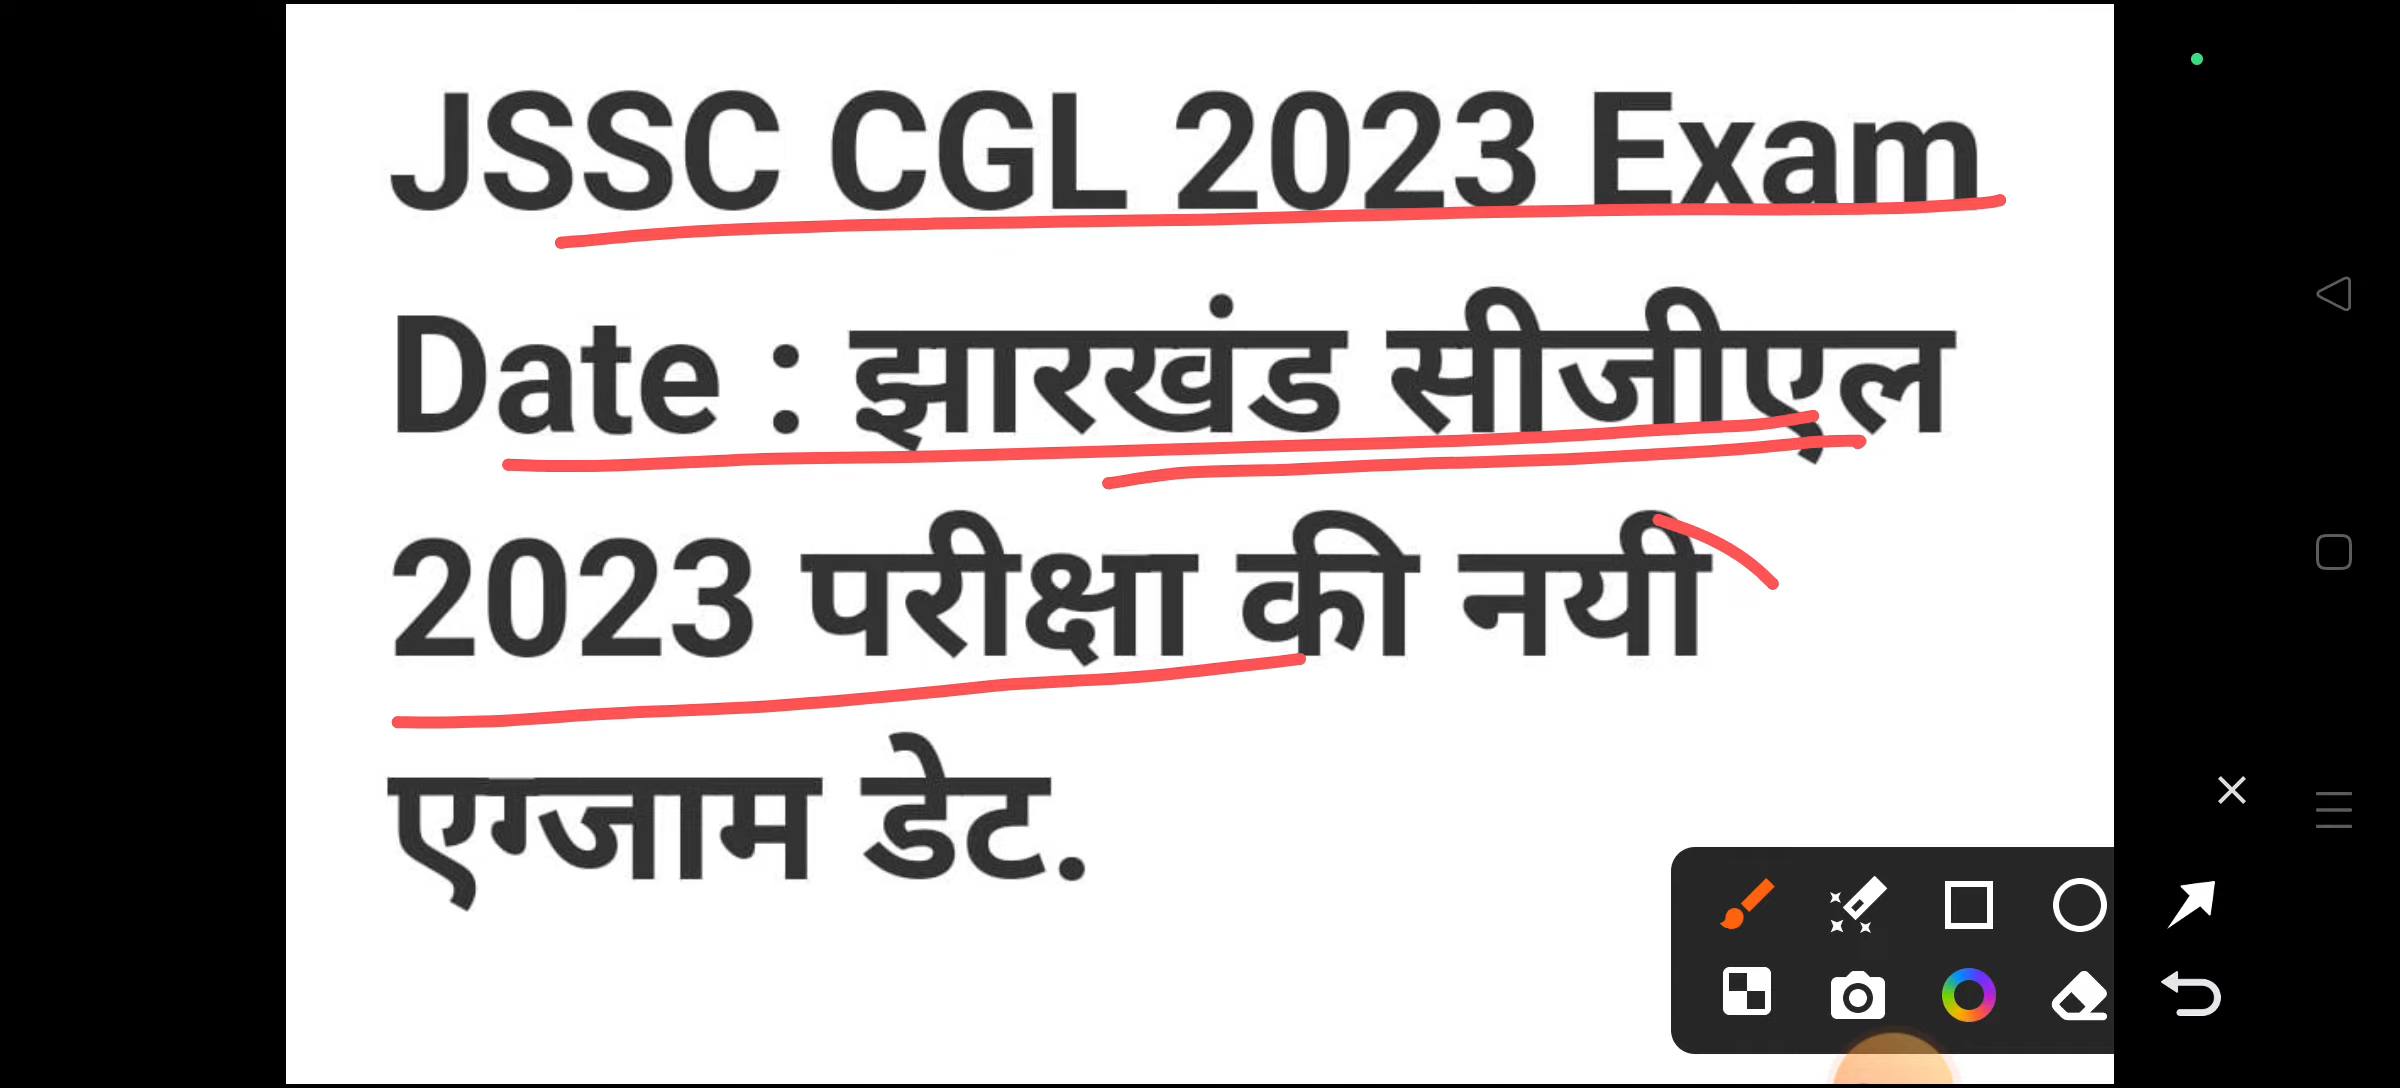 JSSC CGL 2023 Exam
Date : झारखंड सीजीएल
2023 परीक्षा की नयी
एग्जाम डेट.